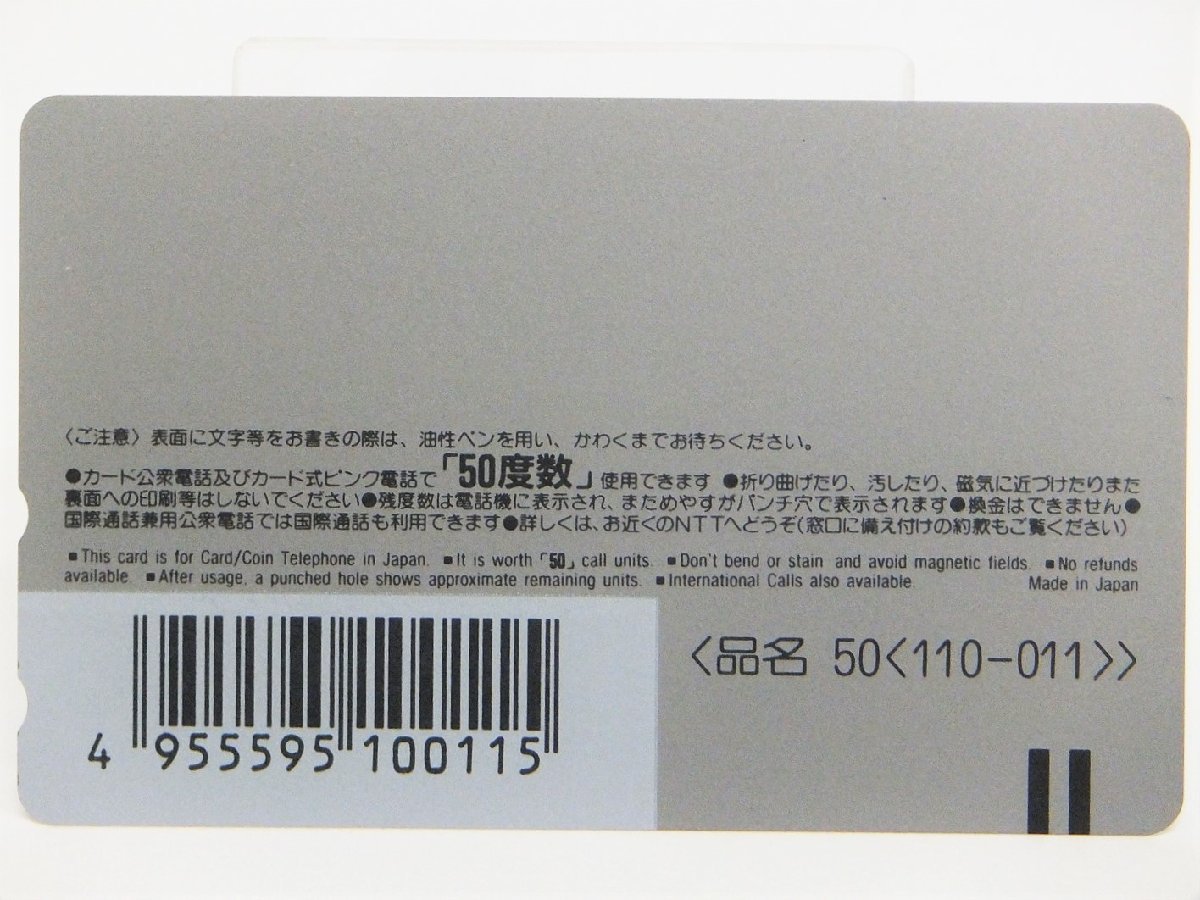 〈ご注意〉表面に文字等をお書きの際は、油性ペンを用い、かわくまでお待ちください。
●カード公衆電話及びカード式ピンク電話で「50度数」使用できます ●折り曲げたり、汚したり、磁気に近づけたりまた
裏面への印刷等はしないでください●残度数は電話機に表示され、まためやすがパンチ穴で表示されます●換金はできません●
国際通話兼用公衆電話では国際通話も利用できます●詳しくは、お近くのNTTへどうぞ(窓口に備え付けの約款もご覧ください)
■This card is for Card/Coin Telephone in Japan. ■It is worth「50」call units. ■Don't bend or stain and avoid magnetic fields. ■No refunds
available. ■After usage, a punched hole shows approximate remaining units. ■International Calls also available. Made in Japan
〈品名 50〈110-011〉〉
4 955595 100115